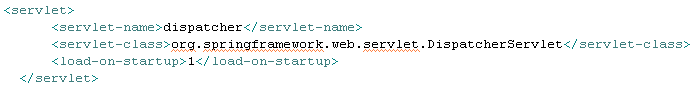 <servlet>
<servlet-name>dispatcher</servlet-name>
<servlet-class>org.springframework.web.servlet.DispatcherServlet</servlet-class>
<load-on-startup>1</load-on-startup>
</servlet>